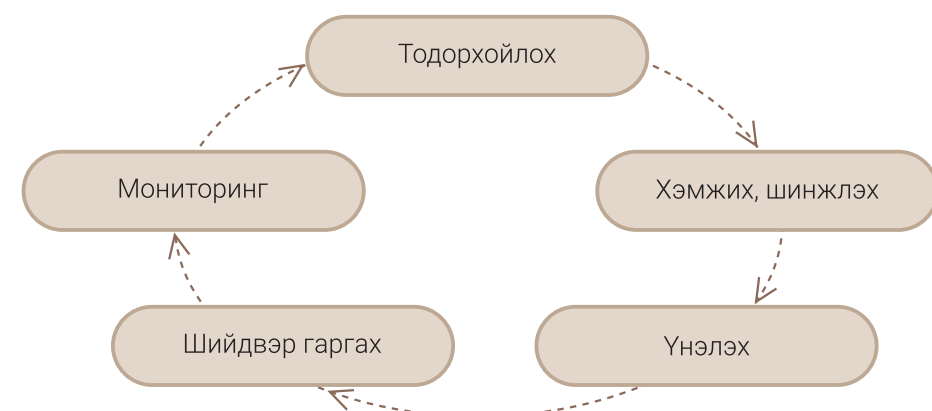 Тодорхойлох
Мониторинг
Хэмжих, шинжлэх
Шийдвэр гаргах
Үнэлэх